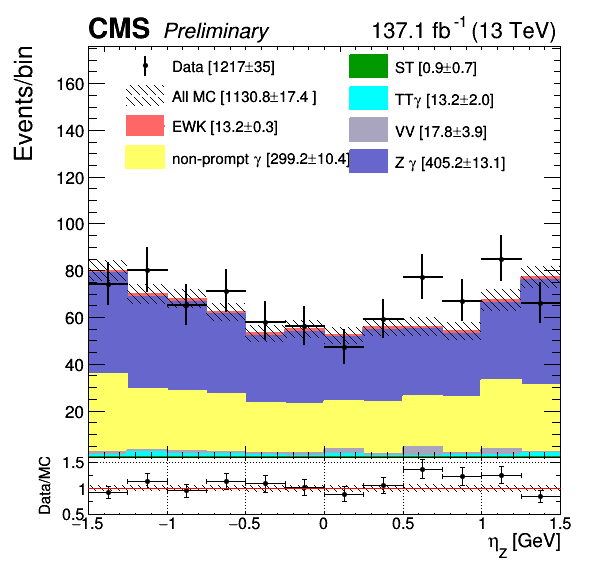 CMS Preliminary 137.1 fb⁻¹ (13 TeV)
Events/bin
Data [1217±35]
All MC [1130.8±17.4 ]
EWK [13.2±0.3]
non-prompt γ [299.2±10.4]
ST [0.9±0.7]
TTγ [13.2±2.0]
VV [17.8±3.9]
Z γ [405.2±13.1]
160
140
120
100
80
60
40
20
Data/MC
1.5
1
0.5
−1.5 −1 −0.5 0 0.5 1 1.5
η_Z [GeV]